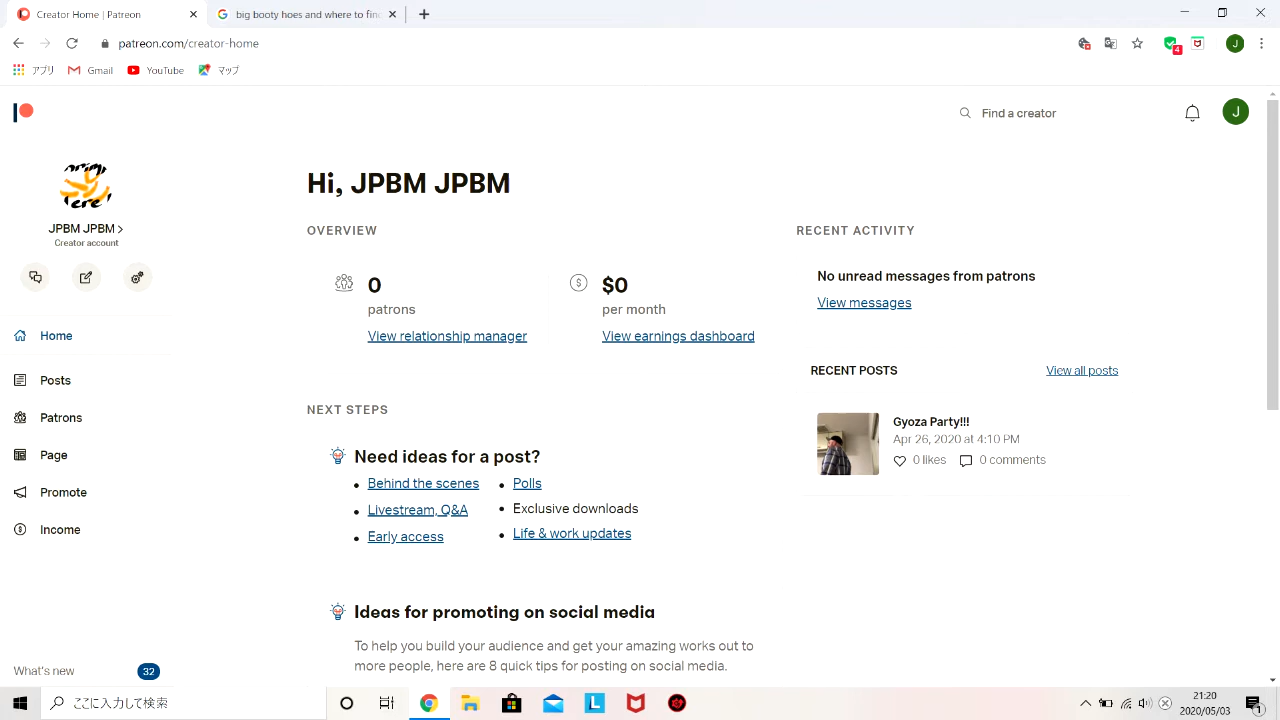 Creator Home | Patreon
big booty hoes and where to fin
patreon.com/creator-home
4
J
アプリ
Gmail
YouTube
マップ
Find a creator
J
JPBM JPBM
Creator account
Home
Posts
Patrons
Page
Promote
Income
What's new
32
Hi, JPBM JPBM
OVERVIEW
0
patrons
View relationship manager
$0
per month
View earnings dashboard
NEXT STEPS
Need ideas for a post?
Behind the scenes
Livestream, Q&A
Early access
Polls
Exclusive downloads
Life & work updates
Ideas for promoting on social media
To help you build your audience and get your amazing works out to
more people, here are 8 quick tips for posting on social media.
RECENT ACTIVITY
No unread messages from patrons
View messages
RECENT POSTS
View all posts
Gyoza Party!!!
Apr 26, 2020 at 4:10 PM
0 likes
0 comments
ここに入力して検索
L
21:20
2020/05/03
1